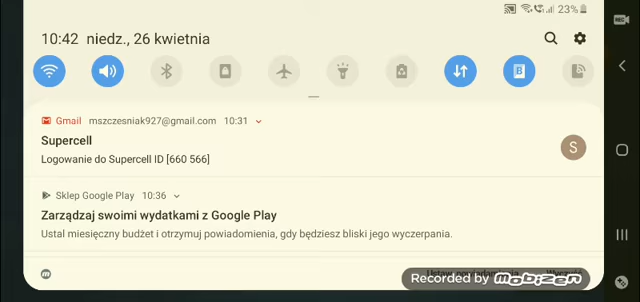 23%
10:42 niedz., 26 kwietnia
Gmail mszczesniak927@gmail.com 10:31
Supercell
Logowanie do Supercell ID [660 566]
S
Sklep Google Play 10:36
Zarządzaj swoimi wydatkami z Google Play
Ustal miesięczny budżet i otrzymuj powiadomienia, gdy będziesz bliski jego wyczerpania.
Recorded by mobizen
REC